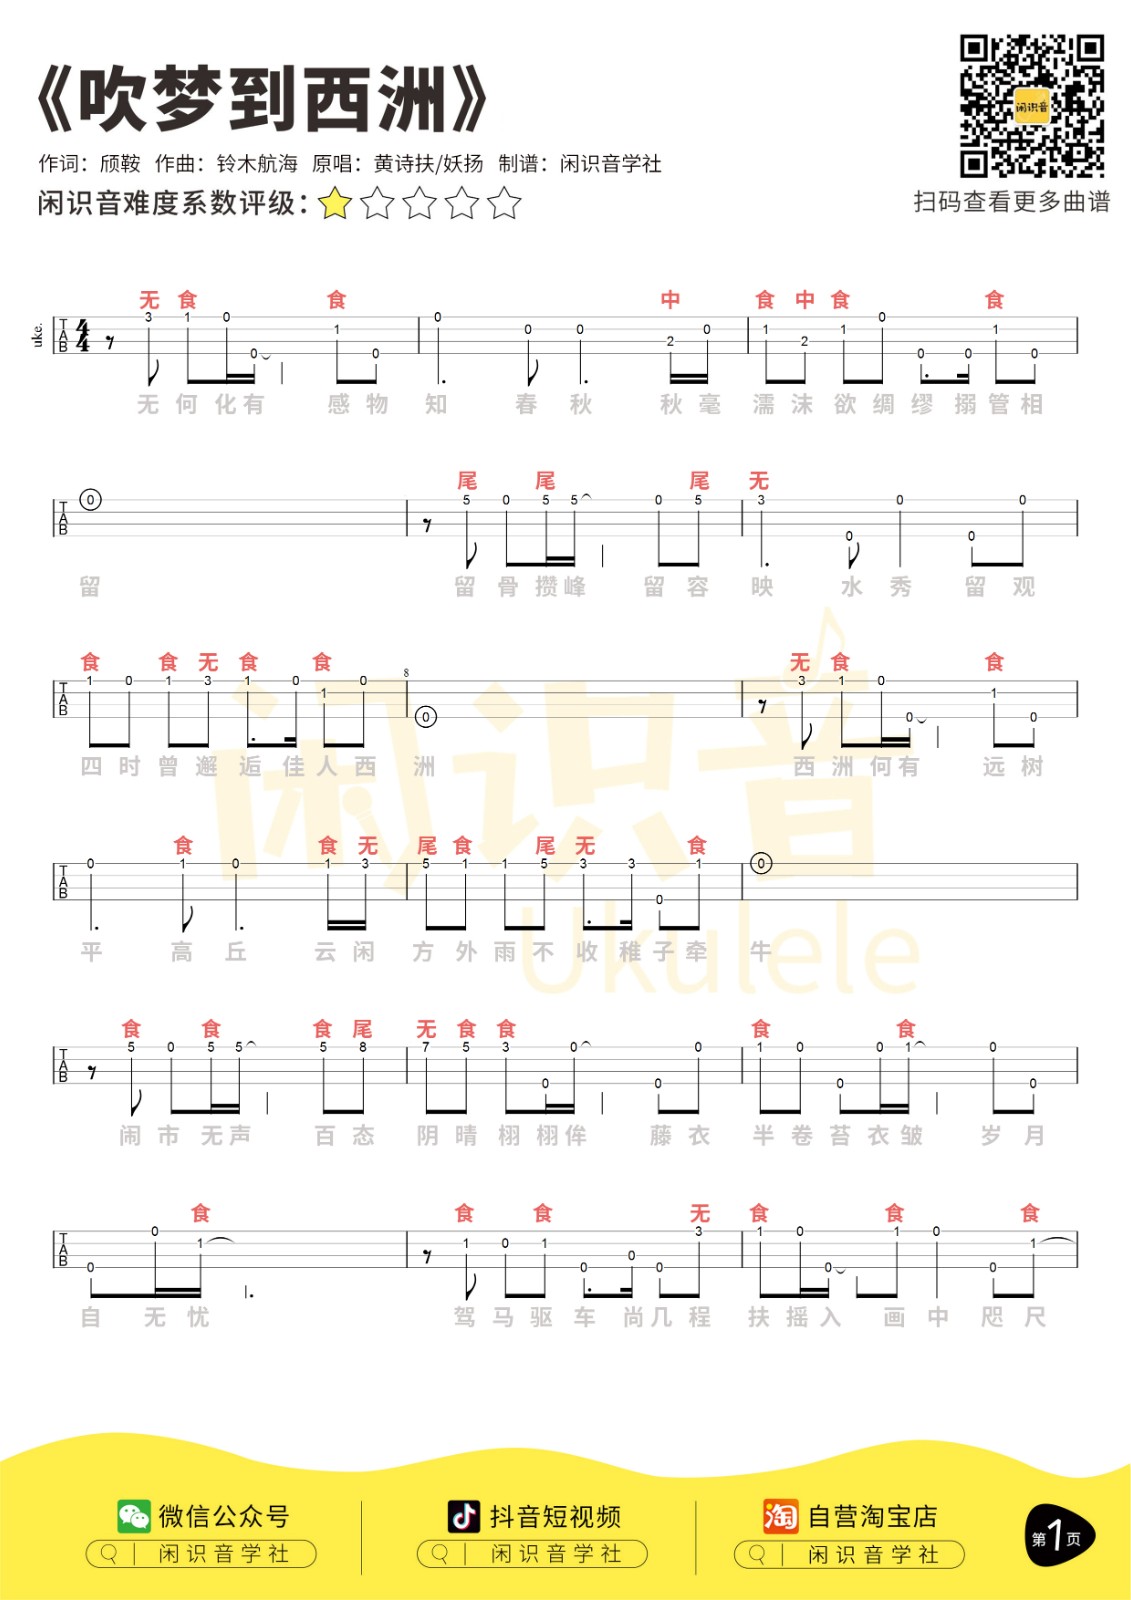 《吹梦到西洲》
闲识音
作词：颀鞍 作曲：铃木航海 原唱：黄诗扶/妖扬 制谱：闲识音学社
闲识音难度系数评级：
扫码查看更多曲谱
无 食 食 中 食 中 食 食
uke.
T A B 4 4 3 1 0 0 1 0 0 0 0 2 0 1 2 1 0 0 0 1 0
无 何 化 有 感 物 知 春 秋 秋 毫 濡 沫 欲 绸 缪 搦 管 相
尾 尾 尾 无
T A B 0 5 0 5 5 0 5 3 0 0 0 0
留 留 骨 攒 峰 留 容 映 水 秀 留 观
食 食 无 食 食 无 食 食
8
T A B 1 0 1 3 1 0 1 0 0 3 1 0 0 1 0
四 时 曾 邂 逅 佳 人 西 洲 西 洲 何 有 远 树
食 食 无 尾 食 尾 无 食
T A B 0 1 0 1 3 5 1 1 5 3 3 0 1 0
平 高 丘 云 闲 方 外 雨 不 收 稚 子 牵 牛
闲识音
Ukulele
食 食 食 尾 无 食 食 食 食
T A B 5 0 5 5 5 8 7 5 3 0 0 0 0 1 0 0 0 1 0 0
闹 市 无 声 百 态 阴 晴 栩 栩 侔 藤 衣 半 卷 苔 衣 皱 岁 月
食 食 食 无 食 食 食
T A B 0 0 1 1 0 1 0 0 0 3 1 0 0 0 1 0 0 1
自 无 忧 驾 马 驱 车 尚 几 程 扶 摇 入 画 中 咫 尺
微信公众号 抖音短视频 淘 自营淘宝店
闲识音学社 闲识音学社 闲识音学社
第1页